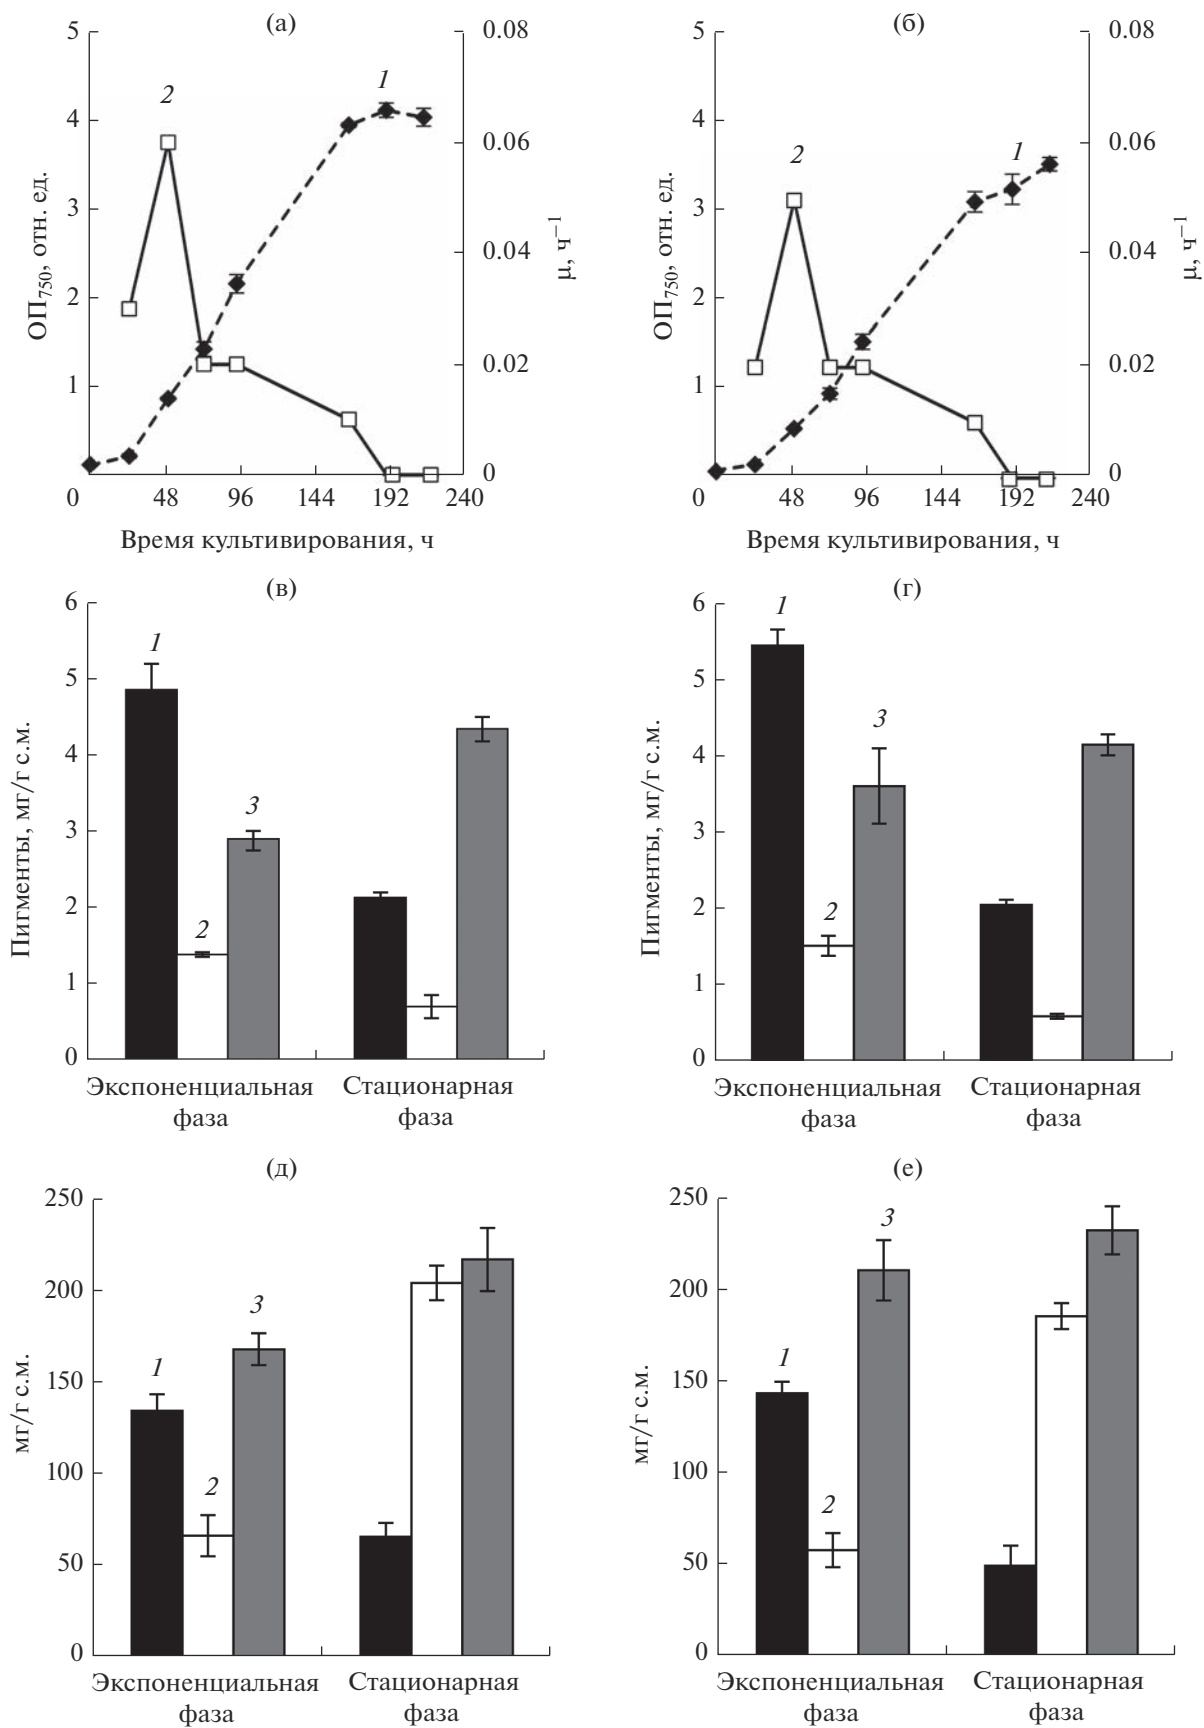 (а)
5
4
3
2
1
0
48
96
144
192
240
0.08
0.06
0.04
0.02
0
ОП750, отн. ед.
μ, ч–1
2
1
Время культивирования, ч
(б)
5
4
3
2
1
0
48
96
144
192
240
0.08
0.06
0.04
0.02
0
ОП750, отн. ед.
μ, ч–1
2
1
Время культивирования, ч
(в)
6
5
4
3
2
1
0
Пигменты, мг/г с.м.
1
2
3
Экспоненциальная
фаза
Стационарная
фаза
(г)
6
5
4
3
2
1
0
Пигменты, мг/г с.м.
1
2
3
Экспоненциальная
фаза
Стационарная
фаза
(д)
250
200
150
100
50
0
мг/г с.м.
1
2
3
Экспоненциальная
фаза
Стационарная
фаза
(е)
250
200
150
100
50
0
мг/г с.м.
1
2
3
Экспоненциальная
фаза
Стационарная
фаза